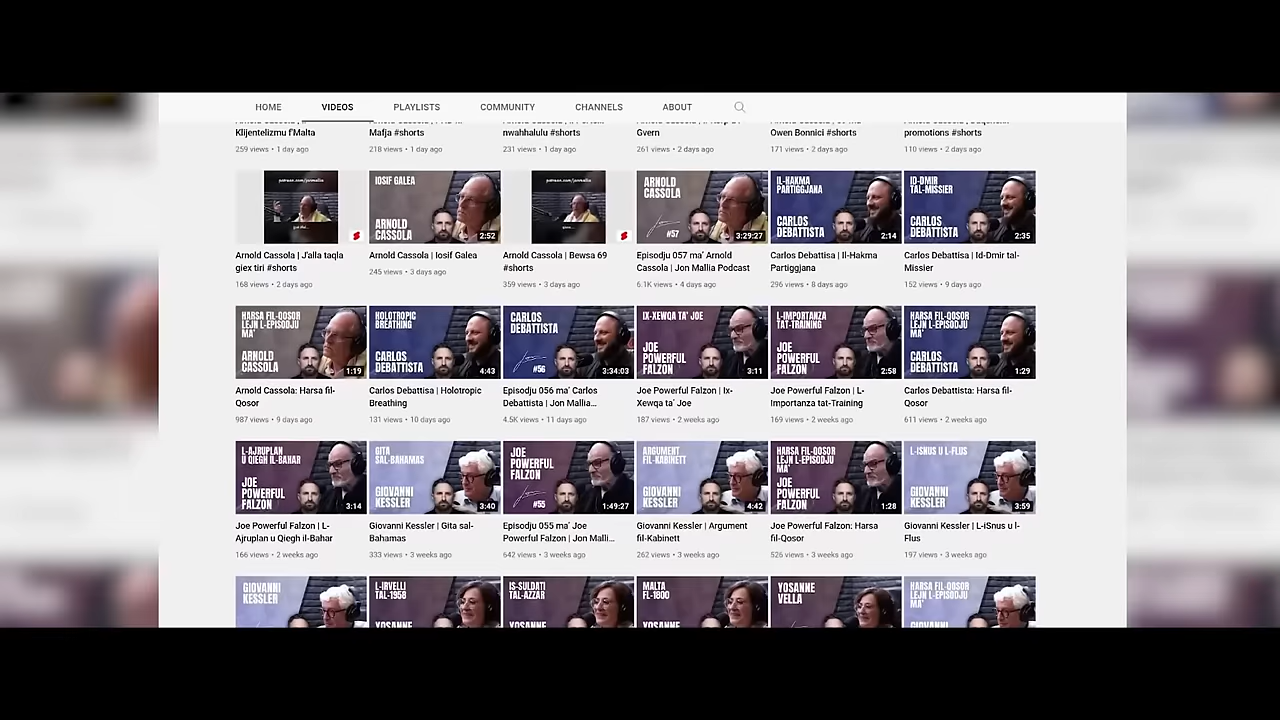 HOME VIDEOS PLAYLISTS COMMUNITY CHANNELS ABOUT
Klijentelizmu f'Malta
259 views • 1 day ago
Mafja #shorts
218 views • 1 day ago
nwahhalulu #shorts
231 views • 1 day ago
Gvern
261 views • 2 days ago
Owen Bonnici #shorts
171 views • 2 days ago
promotions #shorts
110 views • 2 days ago
patreon.com/jonmallia
Arnold Cassola | J'alla taqla
giex tiri #shorts
168 views • 2 days ago
IOSIF GALEA
ARNOLD
CASSOLA
2:52
Arnold Cassola | Iosif Galea
245 views • 3 days ago
patreon.com/jonmallia
Arnold Cassola | Bewsa 69
#shorts
359 views • 3 days ago
ARNOLD
CASSOLA
#57
3:29:27
Episodju 057 ma' Arnold
Cassola | Jon Mallia Podcast
6.1K views • 4 days ago
IL-HAKMA
PARTIGGJANA
CARLOS
DEBATTISTA
2:14
Carlos Debattisa | Il-Hakma
Partiggjana
296 views • 8 days ago
ID-DMIR
TAL-MISSIER
CARLOS
DEBATTISTA
2:35
Carlos Debattisa | Id-Dmir tal-
Missier
152 views • 9 days ago
HARSA FIL-QOSOR
LEJN L-EPISODJU
MA'
ARNOLD
CASSOLA
1:19
Arnold Cassola: Harsa fil-
Qosor
987 views • 9 days ago
HOLOTROPIC
BREATHING
CARLOS
DEBATTISTA
4:43
Carlos Debattisa | Holotropic
Breathing
131 views • 10 days ago
CARLOS
DEBATTISTA
#56
3:34:03
Episodju 056 ma' Carlos
Debattista | Jon Mallia...
4.5K views • 11 days ago
IX-XEWQA TA' JOE
JOE
POWERFUL
FALZON
3:11
Joe Powerful Falzon | Ix-
Xewqa ta' Joe
187 views • 2 weeks ago
L-IMPORTANZA
TAT-TRAINING
JOE
POWERFUL
FALZON
2:58
Joe Powerful Falzon | L-
Importanza tat-Training
169 views • 2 weeks ago
HARSA FIL-QOSOR
LEJN L-EPISODJU
MA'
CARLOS
DEBATTISTA
1:29
Carlos Debattista: Harsa fil-
Qosor
611 views • 2 weeks ago
L-AJRUPLAN
U QIEGH IL-BAHAR
JOE
POWERFUL
FALZON
3:14
Joe Powerful Falzon | L-
Ajruplan u Qiegh il-Bahar
166 views • 2 weeks ago
GITA
SAL-BAHAMAS
GIOVANNI
KESSLER
3:40
Giovanni Kessler | Gita sal-
Bahamas
333 views • 3 weeks ago
JOE
POWERFUL
FALZON
#55
1:49:27
Episodju 055 ma' Joe
Powerful Falzon | Jon Malli...
642 views • 3 weeks ago
ARGUMENT
FIL-KABINETT
GIOVANNI
KESSLER
4:42
Giovanni Kessler | Argument
fil-Kabinett
262 views • 3 weeks ago
HARSA FIL-QOSOR
LEJN L-EPISODJU
MA'
JOE
POWERFUL
FALZON
1:28
Joe Powerful Falzon: Harsa
fil-Qosor
526 views • 3 weeks ago
L-ISNUS U L-FLUS
GIOVANNI
KESSLER
3:59
Giovanni Kessler | L-iSnus u l-
Flus
197 views • 3 weeks ago
GIOVANNI
KESSLER
L-IRVELLI
TAL-1958
YOSANNE
IS-SULDATI
TAL-AZZAR
YOSANNE
MALTA
FL-1800
YOSANNE
YOSANNE
VELLA
HARSA FIL-QOSOR
LEJN L-EPISODJU
MA'
GIOVANNI